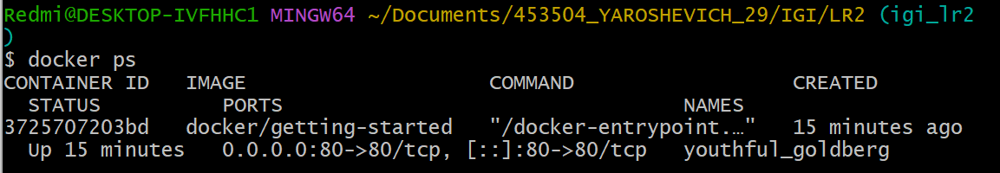 Redmi@DESKTOP-IVFHHC1 MINGW64 ~/Documents/453504_YAROSHEVICH_29/IGI/LR2 (igi_lr2
)
$ docker ps
CONTAINER ID   IMAGE                    COMMAND                  CREATED
  STATUS          PORTS                                 NAMES
3725707203bd   docker/getting-started   "/docker-entrypoint.…"   15 minutes ago
  Up 15 minutes   0.0.0.0:80->80/tcp, [::]:80->80/tcp   youthful_goldberg